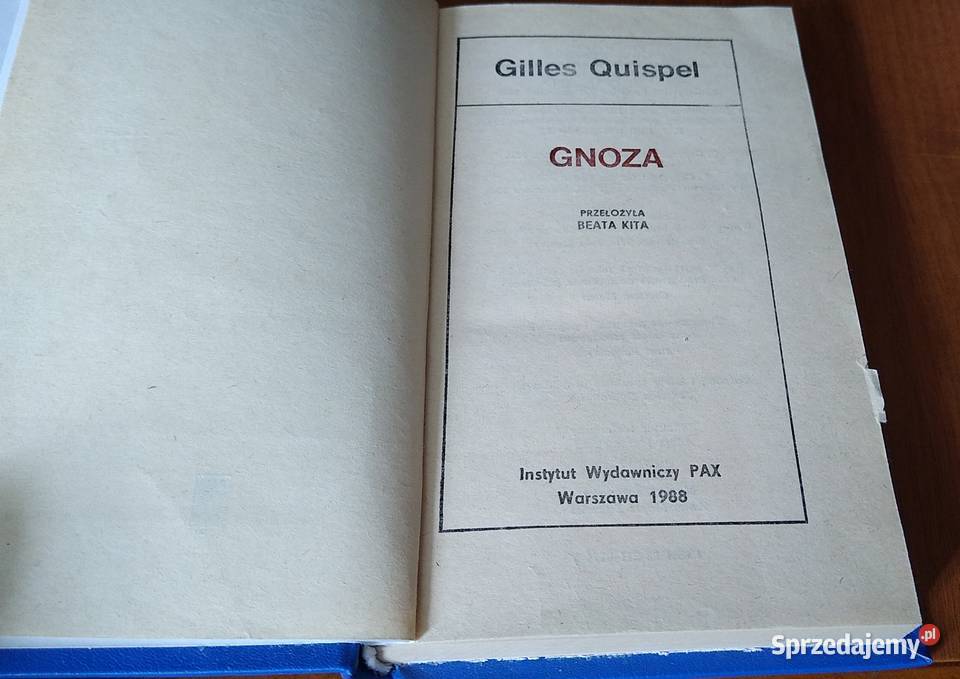 Gilles Quispel
GNOZA
PRZEŁOŻYŁA
BEATA KITA
Instytut Wydawniczy PAX
Warszawa 1988
Sprzedajemy.pl